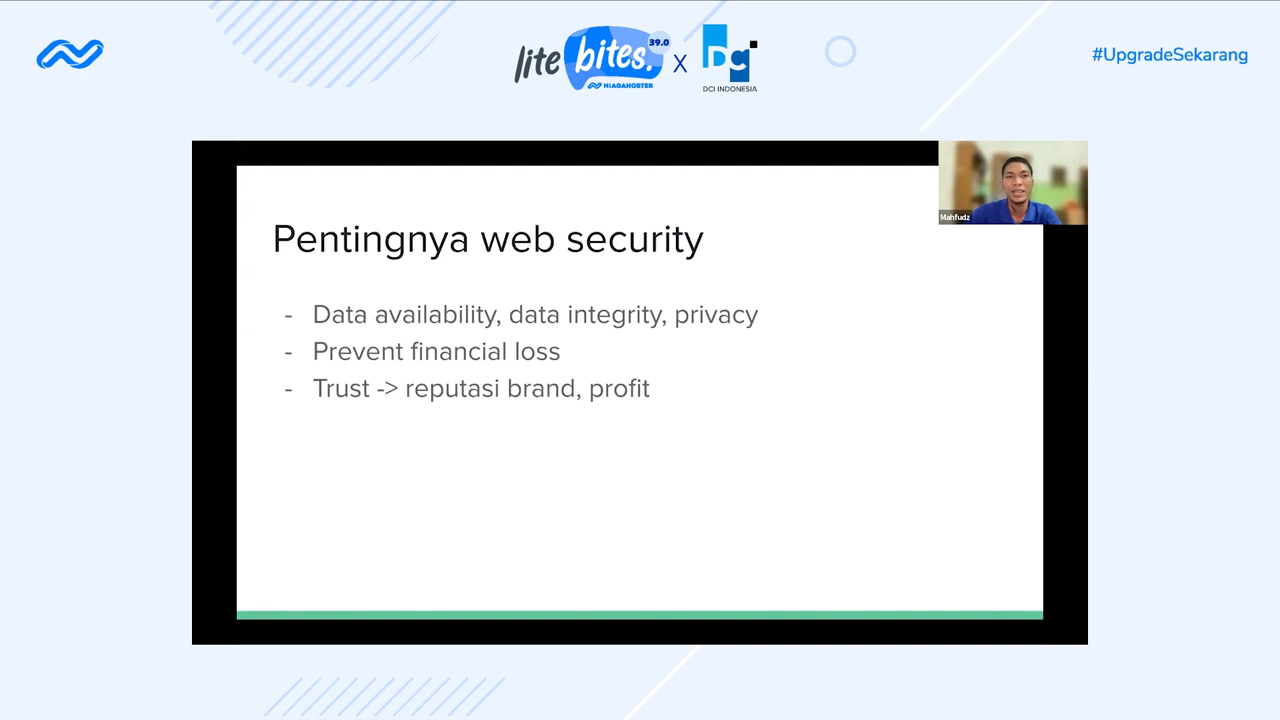 lite bites. 39.0
NIAGAHOSTER
X
DCI INDONESIA
#UpgradeSekarang
Mahfudz
Pentingnya web security
- Data availability, data integrity, privacy
- Prevent financial loss
- Trust -> reputasi brand, profit